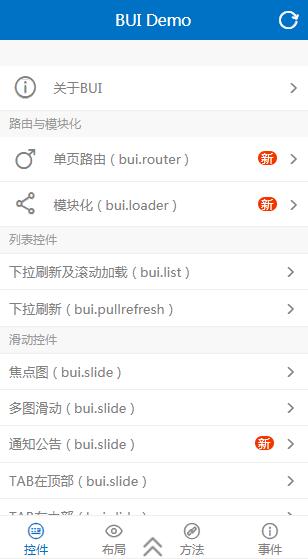 BUI Demo
关于BUI
路由与模块化
单页路由 ( bui.router ) 新
模块化 ( bui.loader ) 新
列表控件
下拉刷新及滚动加载 ( bui.list )
下拉刷新 ( bui.pullrefresh )
滑动控件
焦点图 ( bui.slide )
多图滑动 ( bui.slide )
通知公告 ( bui.slide ) 新
TAB在顶部 ( bui.slide )
控件 布局 方法 事件